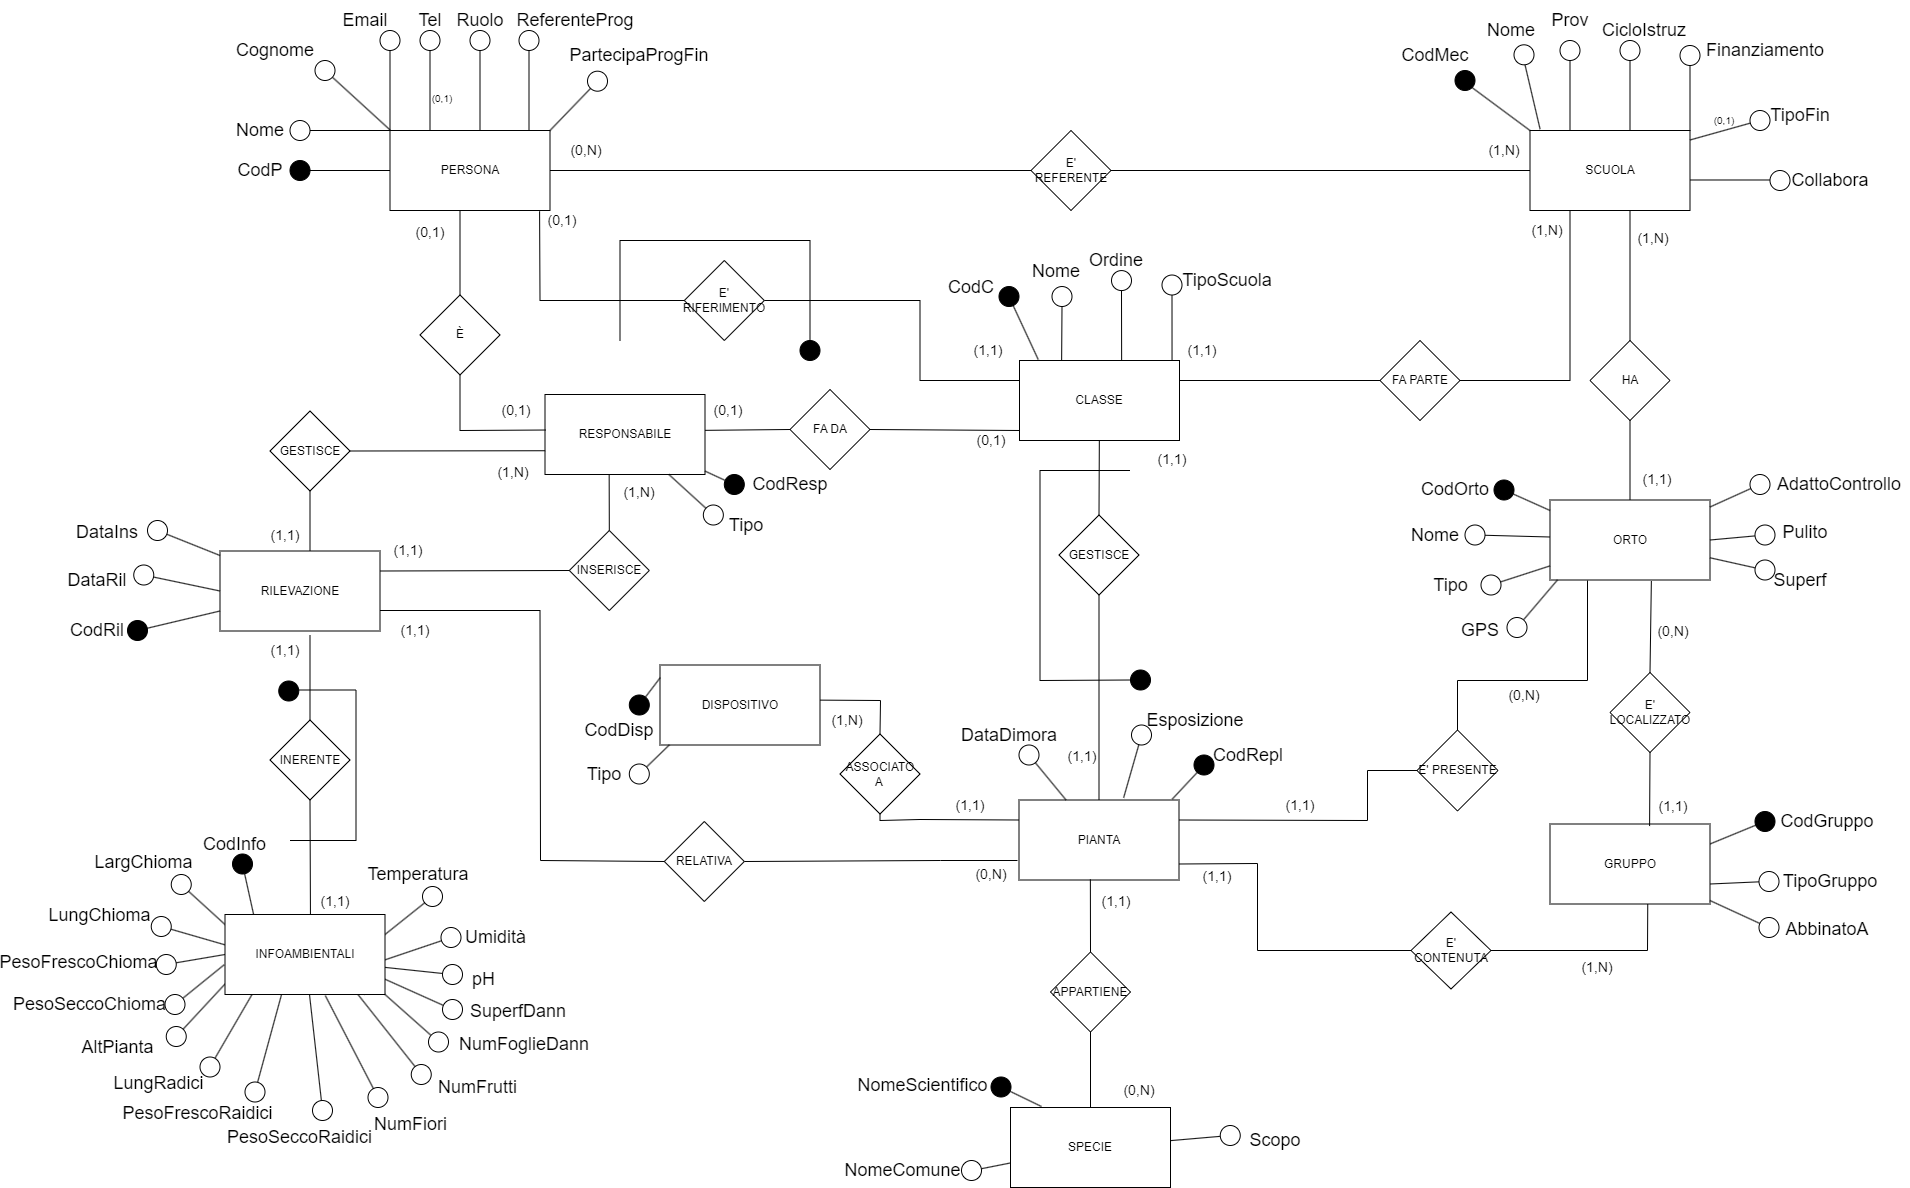 Email
Tel
Ruolo
ReferenteProg
Cognome
PartecipaProgFin
(0,1)
Nome
CodP
PERSONA
(0,N)
E'
REFERENTE
(1,N)
Nome
Prov
CicloIstruz
CodMec
Finanziamento
(0,1)
TipoFin
SCUOLA
Collabora
(0,1)
(0,1)
(1,N)
(1,N)
È
E'
RIFERIMENTO
CodC
Nome
Ordine
TipoScuola
(1,1)
(1,1)
CLASSE
FA PARTE
HA
(0,1)
RESPONSABILE
(0,1)
FA DA
(0,1)
(1,1)
GESTISCE
(1,N)
(1,N)
CodResp
Tipo
(1,1)
CodOrto
AdattoControllo
Nome
ORTO
Pulito
Tipo
Superf
GPS
DataIns
(1,1)
(1,1)
DataRil
RILEVAZIONE
INSERISCE
GESTISCE
CodRil
(1,1)
(1,1)
(0,N)
(0,N)
DISPOSITIVO
CodDisp
(1,N)
Tipo
ASSOCIATO
A
E'
LOCALIZZATO
INERENTE
DataDimora
Esposizione
(1,1)
CodRepl
E' PRESENTE
(1,1)
(1,1)
(1,1)
PIANTA
RELATIVA
(0,N)
(1,1)
CodGruppo
GRUPPO
TipoGruppo
AbbinatoA
CodInfo
LargChioma
Temperatura
(1,1)
(1,1)
LungChioma
Umidità
PesoFrescoChioma
INFOAMBIENTALI
pH
E'
CONTENUTA
(1,N)
PesoSeccoChioma
SuperfDann
APPARTIENE
AltPianta
NumFoglieDann
LungRadici
NumFrutti
PesoFrescoRaidici
NumFiori
PesoSeccoRaidici
NomeScientifico
(0,N)
SPECIE
Scopo
NomeComune